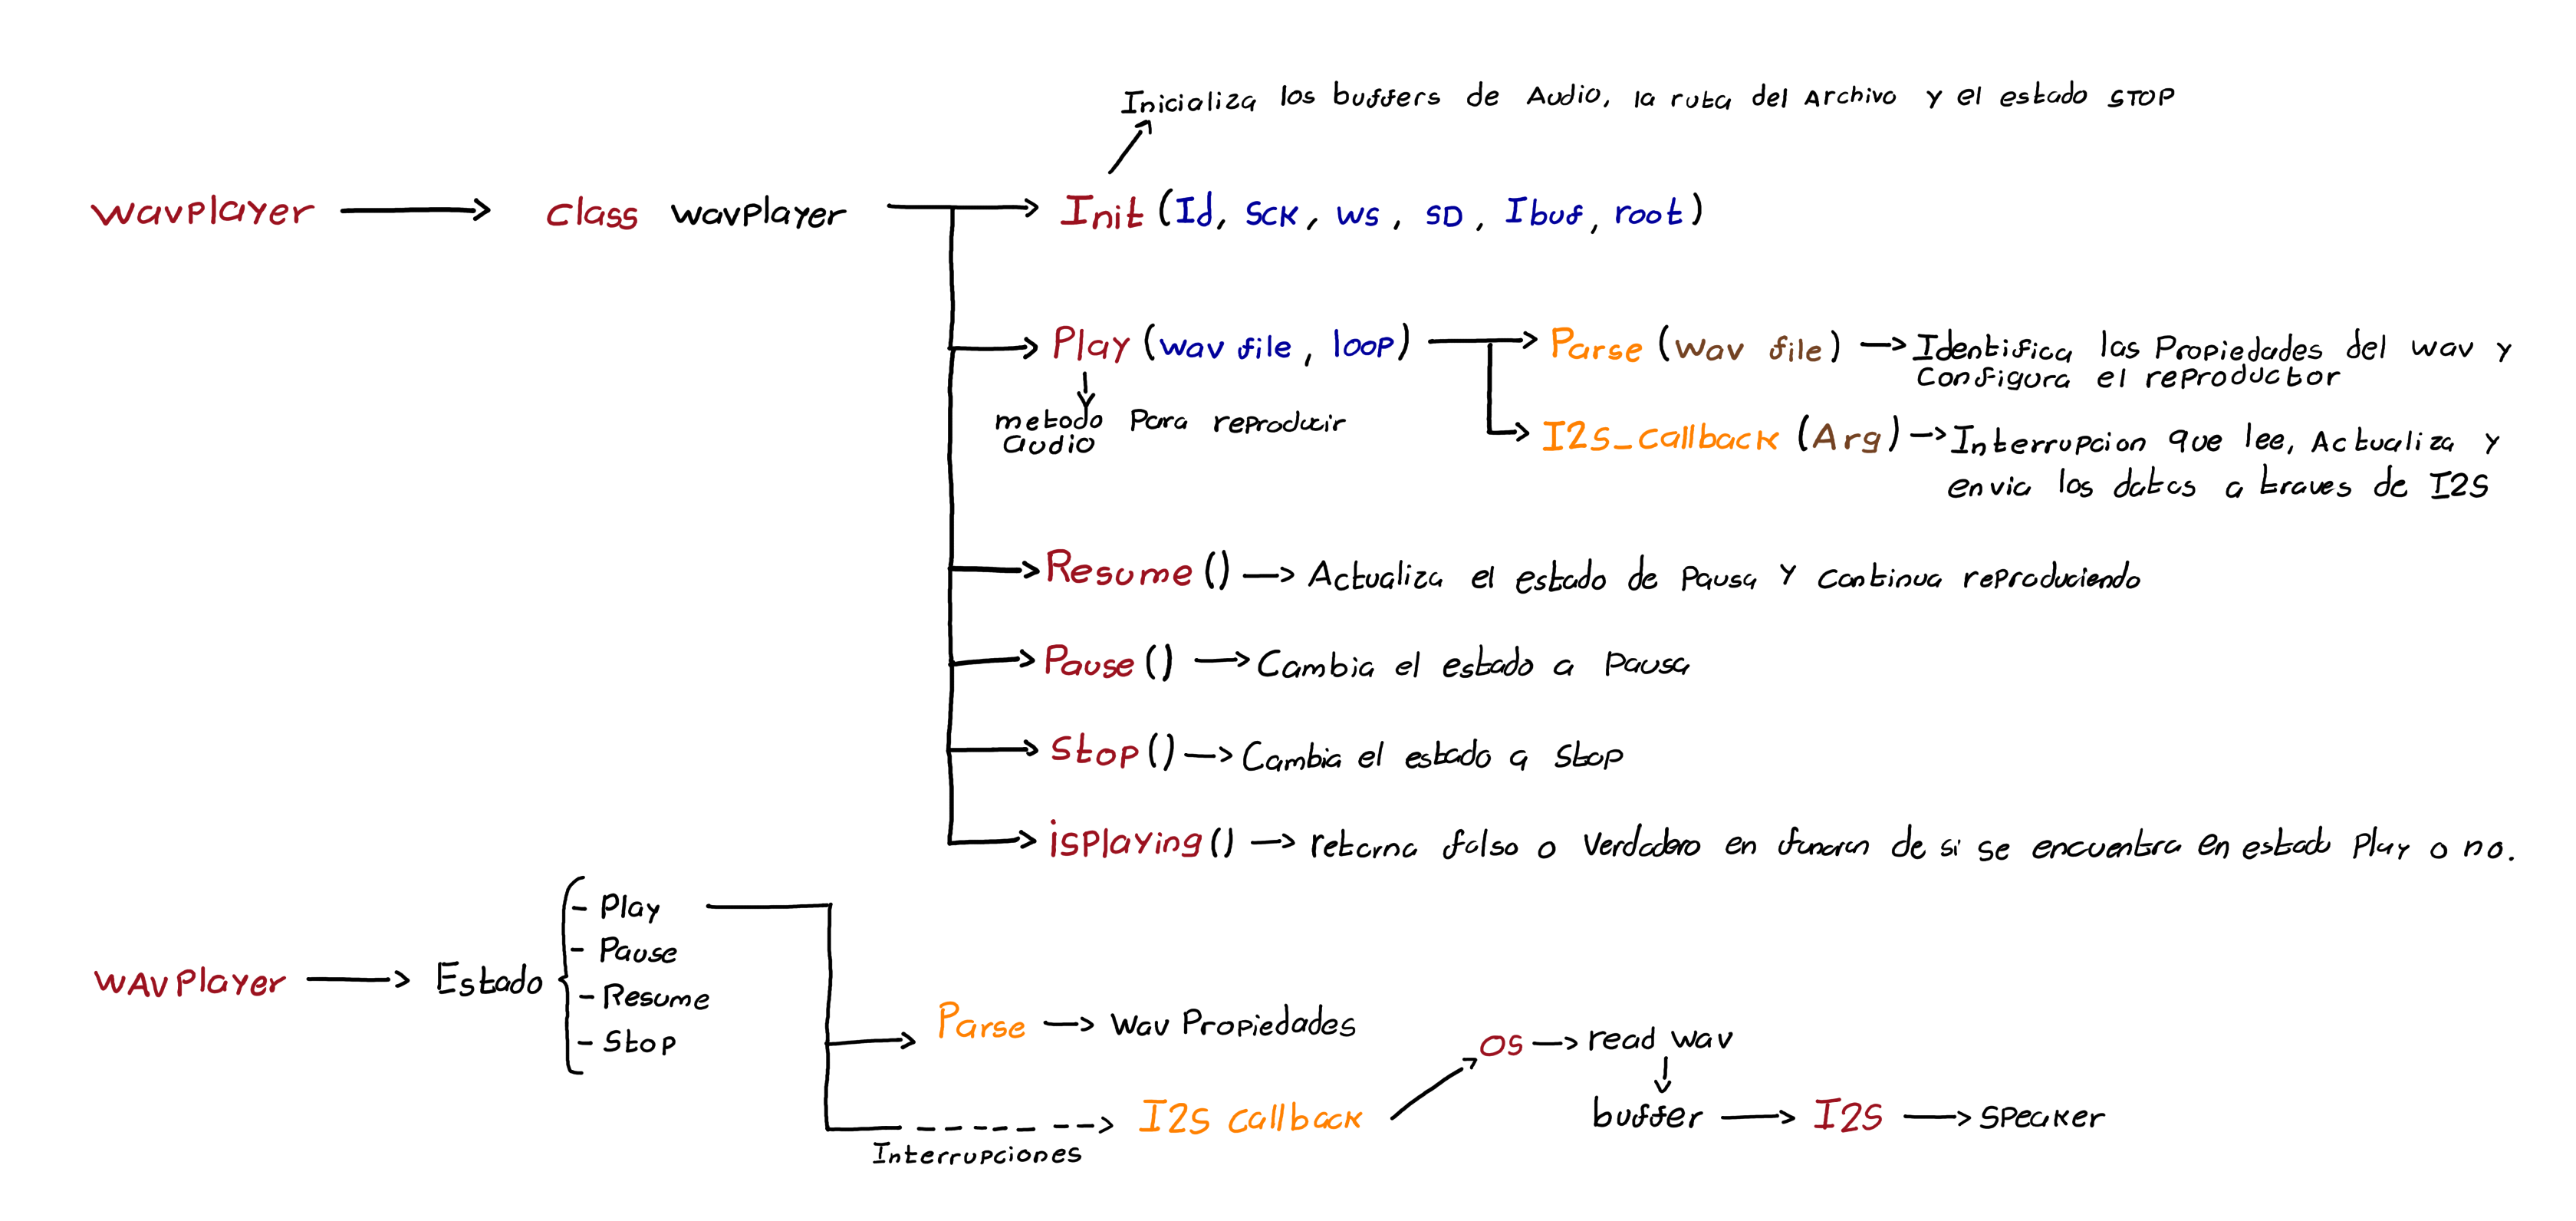 Inicializa los buffers de Audio, la ruta del Archivo y el estado STOP
wavPlayer
class wavPlayer
Init (Id, SCK, WS, SD, Ibuf, root)
Play (wav file, loop)
metodo Para reproducir
audio
Parse (wav file)
Identifica las Propiedades del wav y
Configura el reproductor
I2S_callback (Arg)
Interrupcion que lee, Actualiza y
envia los datos a traves de I2S
Resume ()
Actualiza el estado de Pausa y continua reproduciendo
Pause ()
Cambia el estado a Pausa
Stop ()
Cambia el estado a Stop
isPlaying ()
retorna falso o Verdadero en funcion de si se encuentra en estado Play o no.
WAVPlayer
Estado
- Play
- Pause
- Resume
- Stop
Parse
Wav Propiedades
Interrupciones
I2S callback
OS
read wav
buffer
I2S
Speaker